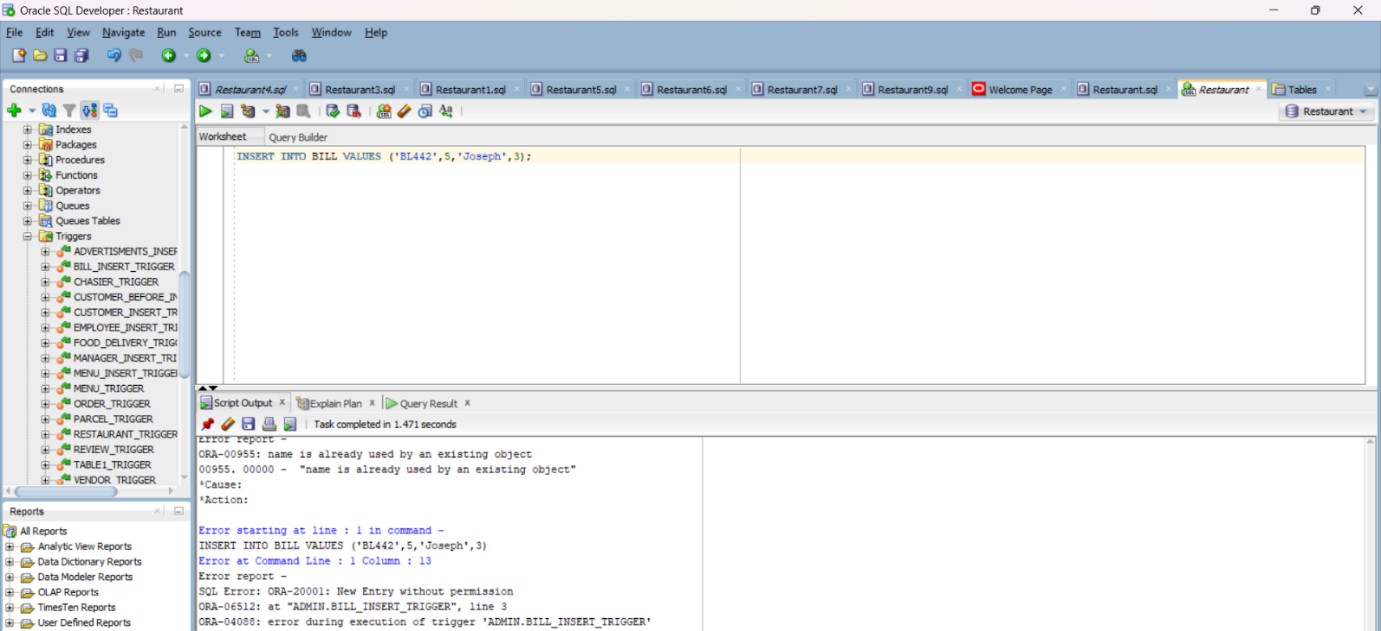 Oracle SQL Developer : Restaurant
File Edit View Navigate Run Source Team Tools Window Help
Connections
Restaurant4.sql Restaurant3.sql Restaurant1.sql Restaurant5.sql Restaurant6.sql Restaurant7.sql Restaurant9.sql Welcome Page Restaurant.sql Restaurant Tables
Restaurant
Worksheet Query Builder
Indexes
Packages
Procedures
Functions
Operators
Queues
Queues Tables
Triggers
ADVERTISMENTS_INSER
BILL_INSERT_TRIGGER
CHASIER_TRIGGER
CUSTOMER_BEFORE_IN
CUSTOMER_INSERT_TR
EMPLOYEE_INSERT_TRI
FOOD_DELIVERY_TRIG
MANAGER_INSERT_TRI
MENU_INSERT_TRIGGE
MENU_TRIGGER
ORDER_TRIGGER
PARCEL_TRIGGER
RESTAURANT_TRIGGER
REVIEW_TRIGGER
TABLE1_TRIGGER
VENDOR_TRIGGER
INSERT INTO BILL VALUES ('BL442',5,'Joseph',3);
Script Output x Explain Plan x Query Result x
Task completed in 1.471 seconds
Error report -
ORA-00955: name is already used by an existing object
00955. 00000 - "name is already used by an existing object"
*Cause:
*Action:
Error starting at line : 1 in command -
INSERT INTO BILL VALUES ('BL442',5,'Joseph',3)
Error at Command Line : 1 Column : 13
Error report -
SQL Error: ORA-20001: New Entry without permission
ORA-06512: at "ADMIN.BILL_INSERT_TRIGGER", line 3
ORA-04088: error during execution of trigger 'ADMIN.BILL_INSERT_TRIGGER'
Reports
All Reports
Analytic View Reports
Data Dictionary Reports
Data Modeler Reports
OLAP Reports
TimesTen Reports
User Defined Reports